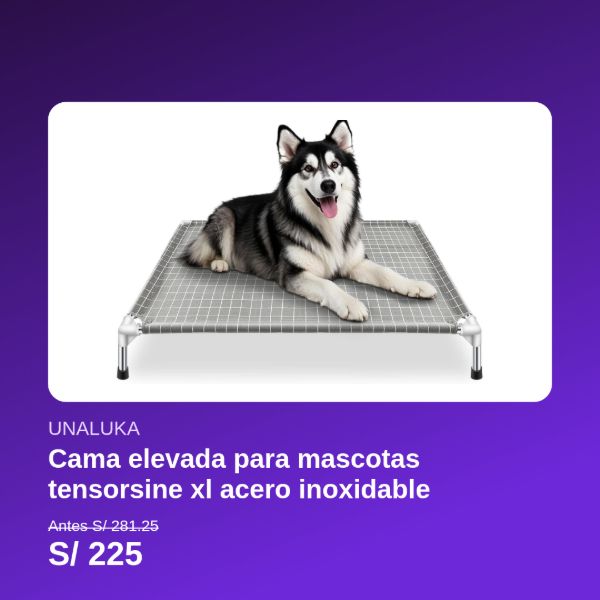 UNALUKA
Cama elevada para mascotas
tensorsine xl acero inoxidable
Antes S/ 281.25
S/ 225